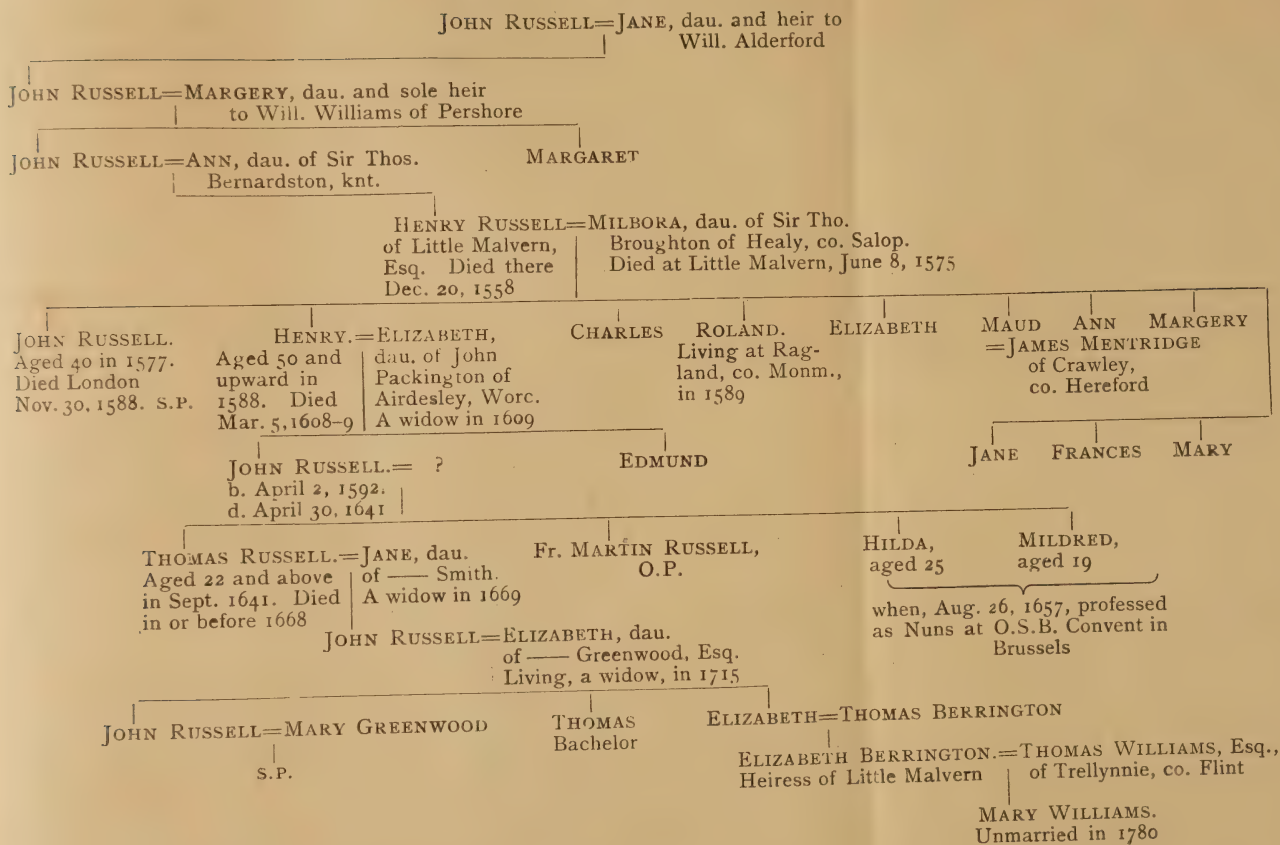 JOHN RUSSELL=JANE, dau. and heir to
Will. Alderford
JOHN RUSSELL=MARGERY, dau. and sole heir
to Will. Williams of Pershore
JOHN RUSSELL=ANN, dau. of Sir Thos.
Bernardston, knt.
MARGARET
HENRY RUSSELL=MILBORA, dau. of Sir Tho.
of Little Malvern,
Esq. Died there
Dec. 20, 1558
Broughton of Healy, co. Salop.
Died at Little Malvern, June 8, 1575
JOHN RUSSELL.
Aged 40 in 1577.
Died London
Nov. 30, 1588. S.P.
HENRY.=ELIZABETH,
Aged 50 and
upward in
1588. Died
Mar. 5, 1608-9
dau. of John
Packington of
Airdesley, Worc.
A widow in 1609
CHARLES
ROLAND.
Living at Rag-
land, co. Monm.,
in 1589
ELIZABETH
MAUD
ANN
MARGERY
=JAMES MENTRIDGE
of Crawley,
co. Hereford
JANE
FRANCES
MARY
JOHN RUSSELL.= ?
b. April 2, 1592.
d. April 30, 1641
EDMUND
THOMAS RUSSELL.=JANE, dau.
Aged 22 and above
in Sept. 1641. Died
in or before 1668
of —— Smith.
A widow in 1669
Fr. MARTIN RUSSELL,
O.P.
HILDA,
aged 25
MILDRED,
aged 19
when, Aug. 26, 1657, professed
as Nuns at O.S.B. Convent in
Brussels
JOHN RUSSELL=ELIZABETH, dau.
of —— Greenwood, Esq.
Living, a widow, in 1715
JOHN RUSSELL=MARY GREENWOOD
S.P.
THOMAS
Bachelor
ELIZABETH=THOMAS BERRINGTON
ELIZABETH BERRINGTON.=THOMAS WILLIAMS, Esq.,
Heiress of Little Malvern
of Trellynnie, co. Flint
MARY WILLIAMS.
Unmarried in 1780